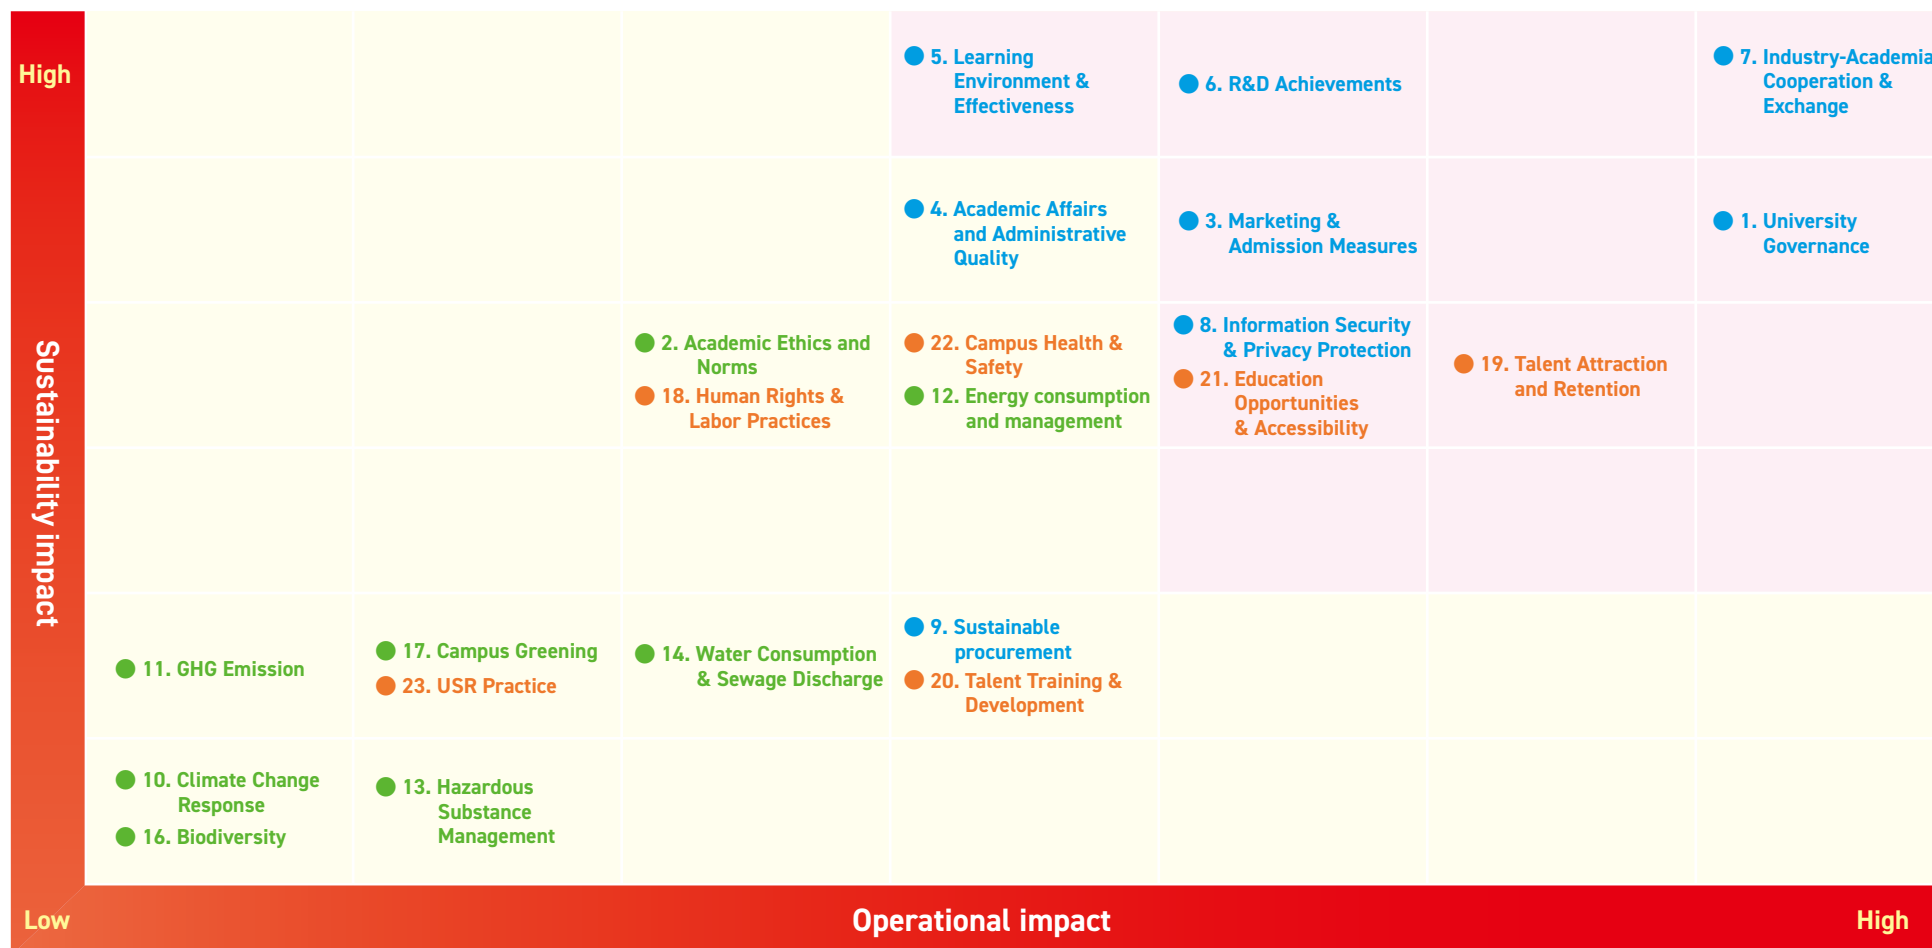 High
5. Learning
Environment &
Effectiveness
6. R&D Achievements
7. Industry-Academia
Cooperation &
Exchange
4. Academic Affairs
and Administrative
Quality
3. Marketing &
Admission Measures
1. University
Governance
Sustainability impact
2. Academic Ethics and
Norms
18. Human Rights &
Labor Practices
22. Campus Health &
Safety
12. Energy consumption
and management
8. Information Security
& Privacy Protection
21. Education
Opportunities
& Accessibility
19. Talent Attraction
and Retention
11. GHG Emission
17. Campus Greening
23. USR Practice
14. Water Consumption
& Sewage Discharge
9. Sustainable
procurement
20. Talent Training &
Development
10. Climate Change
Response
16. Biodiversity
13. Hazardous
Substance
Management
Low
Operational impact
High